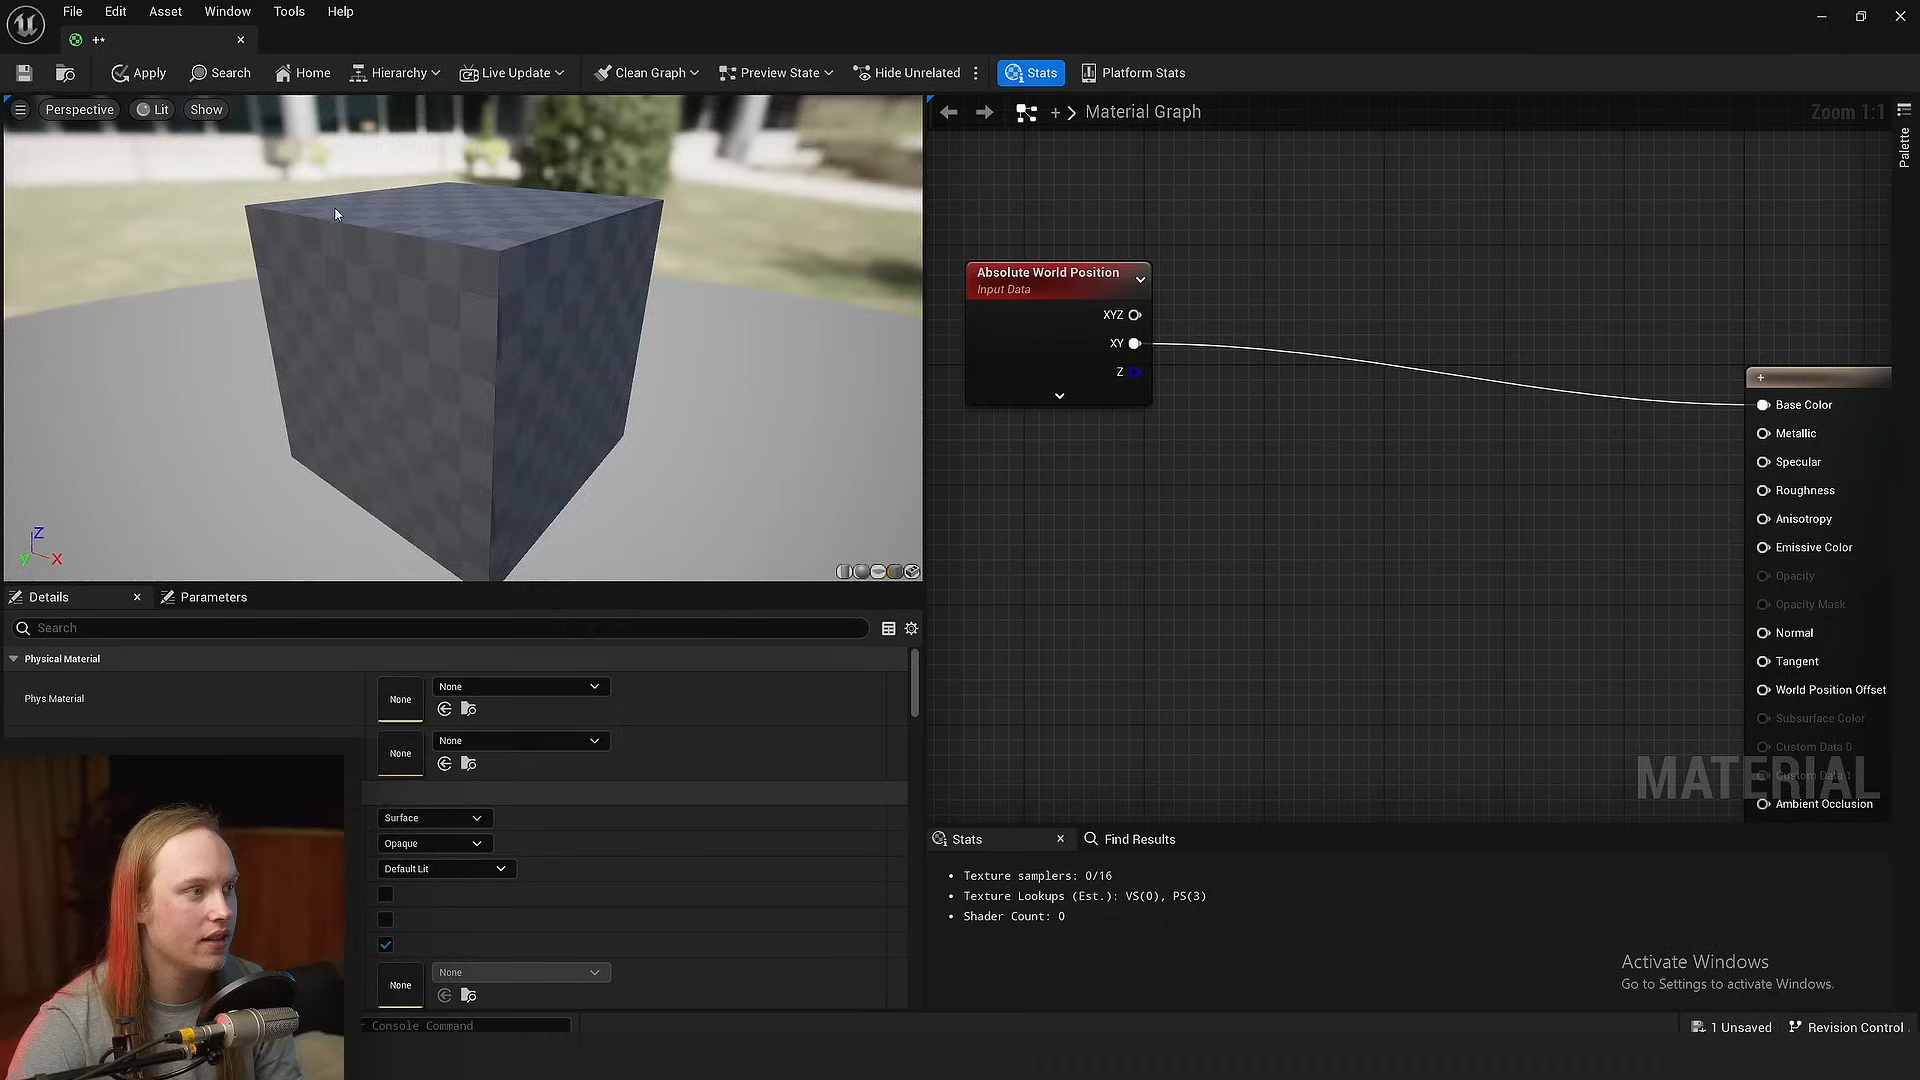 File Edit Asset Window Tools Help
+*
Apply Search Home Hierarchy Live Update Clean Graph Preview State Hide Unrelated Stats Platform Stats
Perspective Lit Show
+ Material Graph
Zoom 1:1
Palette
Absolute World Position
Input Data
XYZ
XY
Z
+
Base Color
Metallic
Specular
Roughness
Anisotropy
Emissive Color
Opacity
Opacity Mask
Normal
Tangent
World Position Offset
Subsurface Color
Custom Data 0
Custom Data 1
Ambient Occlusion
MATERIAL
Z
Y X
Details Parameters
Search
Physical Material
Phys Material
None None
None None
Surface
Opaque
Default Lit
None None
Console Command
Stats Find Results
• Texture samplers: 0/16
• Texture Lookups (Est.): VS(0), PS(3)
• Shader Count: 0
Activate Windows
Go to Settings to activate Windows.
1 Unsaved Revision Control